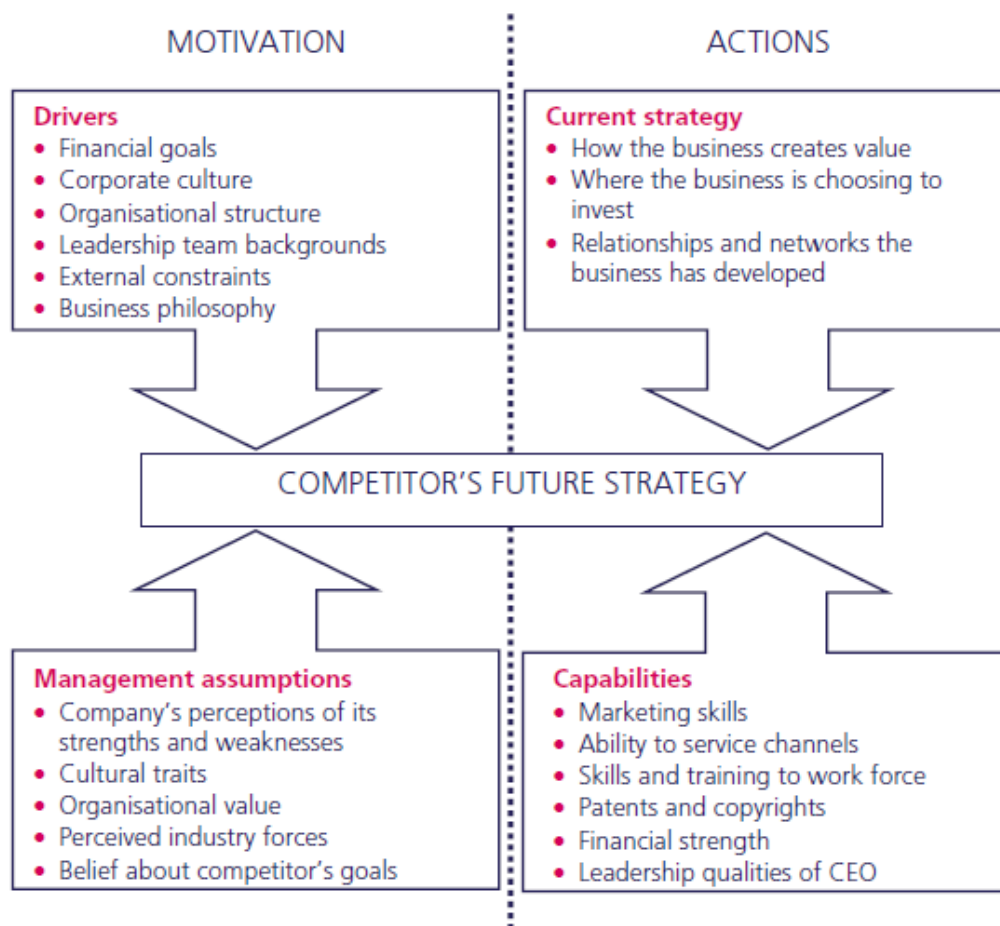 MOTIVATION
ACTIONS
Drivers
• Financial goals
• Corporate culture
• Organisational structure
• Leadership team backgrounds
• External constraints
• Business philosophy
Current strategy
• How the business creates value
• Where the business is choosing to
invest
• Relationships and networks the
business has developed
COMPETITOR'S FUTURE STRATEGY
Management assumptions
• Company's perceptions of its
strengths and weaknesses
• Cultural traits
• Organisational value
• Perceived industry forces
• Belief about competitor's goals
Capabilities
• Marketing skills
• Ability to service channels
• Skills and training to work force
• Patents and copyrights
• Financial strength
• Leadership qualities of CEO